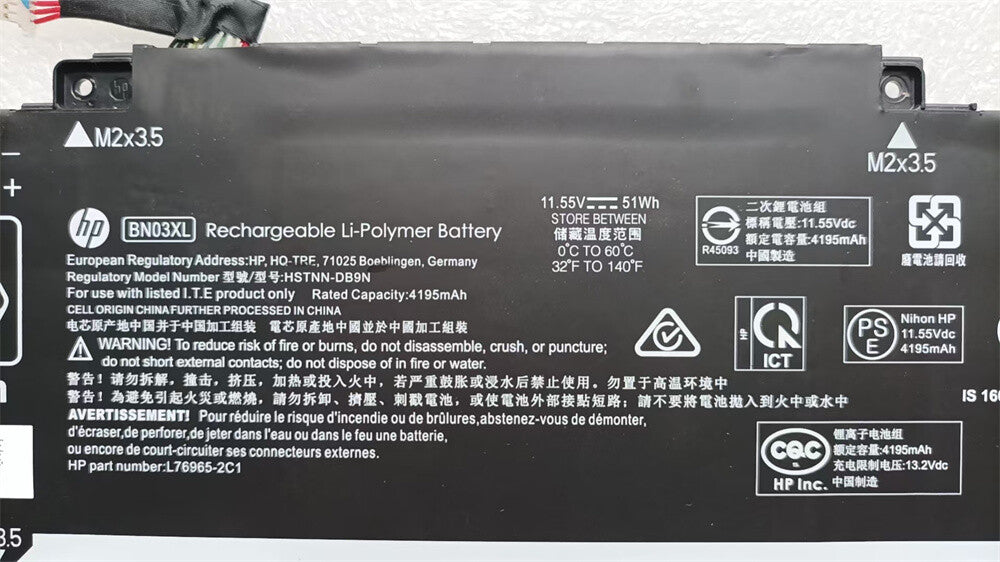 M2x3.5
M2x3.5
hp
BN03XL
Rechargeable Li-Polymer Battery
European Regulatory Address:HP, HQ-TRE, 71025 Boeblingen, Germany
Regulatory Model Number 型號/型号:HSTNN-DB9N
For use with listed I.T.E product only Rated Capacity:4195mAh
CELL ORIGIN CHINA FURTHER PROCESSED IN CHINA
电芯原产地中国并于中国加工组装 電芯原產地中國並於中國加工組裝
WARNING! To reduce risk of fire or burns, do not disassemble, crush, or puncture;
do not short external contacts; do not dispose of in fire or water.
警告！请勿拆解，撞击，挤压，加热或投入火中，若严重鼓胀或浸水后禁止使用。勿置于高温环境中
警告！為避免引起火災或燃燒，請勿拆卸、擠壓、刺戳電池，或使電池外部接點短路；請不要將電池拋入到火中或水中
AVERTISSEMENT! Pour réduire le risque d'incendie ou de brûlures,abstenez-vous de démonter,
d'écraser,de perforer,de jeter dans l'eau ou dans le feu une batterie,
ou encore de court-circuiter ses connecteurs externes.
HP part number:L76965-2C1
11.55V 51Wh
STORE BETWEEN
储藏温度范围
0°C TO 60°C
32°F TO 140°F
R45093
二次鋰電池組
標稱電壓:11.55Vdc
額定電容量:4195mAh
中國製造
廢電池請回收
HP
ICT
PS
E
Nihon HP
11.55Vdc
4195mAh
IS 160
CQC
HP Inc.
锂离子电池组
额定容量:4195mAh
充电限制电压:13.2Vdc
中国制造
3.5